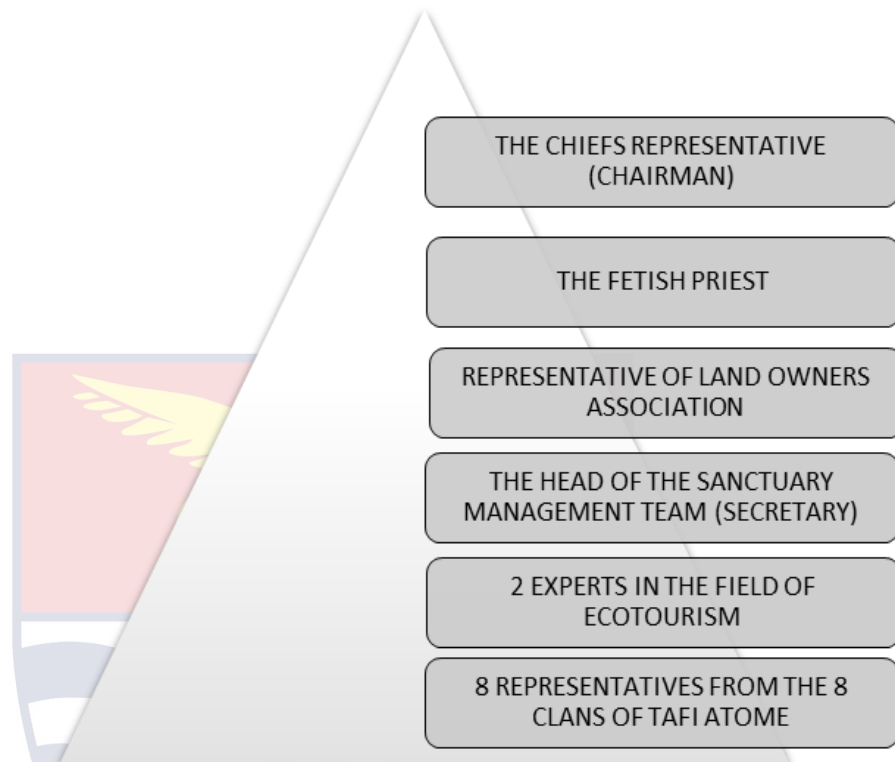 THE CHIEFS REPRESENTATIVE
(CHAIRMAN)
THE FETISH PRIEST
REPRESENTATIVE OF LAND OWNERS
ASSOCIATION
THE HEAD OF THE SANCTUARY
MANAGEMENT TEAM (SECRETARY)
2 EXPERTS IN THE FIELD OF
ECOTOURISM
8 REPRESENTATIVES FROM THE 8
CLANS OF TAFI ATOME